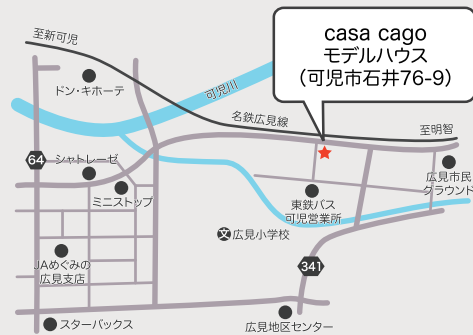 casa cago
モデルハウス
（可児市石井76-9）
至新可児
ドン・キホーテ
可児川
名鉄広見線
至明智
64
シャトレーゼ
ミニストップ
東鉄バス
可児営業所
広見市民
グラウンド
文
広見小学校
JAめぐみの
広見支店
341
スターバックス
広見地区センター